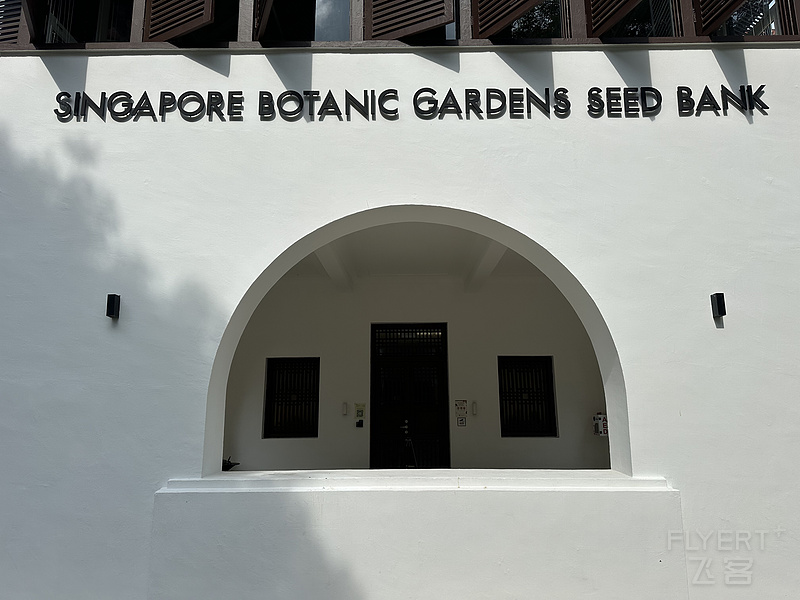 SINGAPORE BOTANIC GARDENS SEED BANK
FLYERT+
飞客